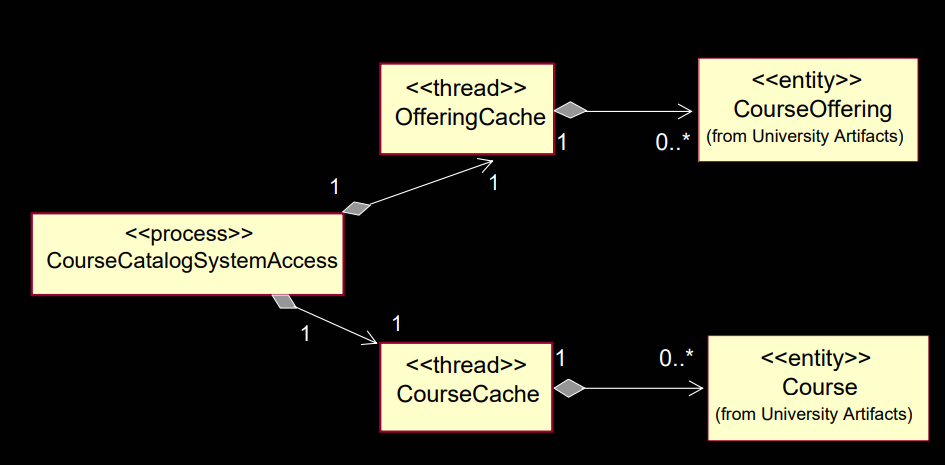 <<thread>>
OfferingCache
1
<<entity>>
CourseOffering
(from University Artifacts)
0..*
1
1
<<process>>
CourseCatalogSystemAccess
1
1
<<thread>>
CourseCache
1
0..*
<<entity>>
Course
(from University Artifacts)